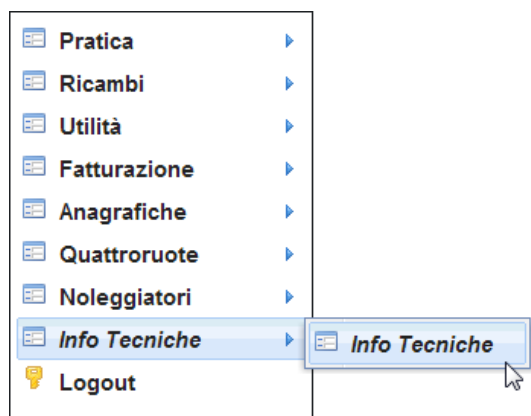 Pratica
Ricambi
Utilità
Fatturazione
Anagrafiche
Quattroruote
Noleggiatori
Info Tecniche
Info Tecniche
Logout